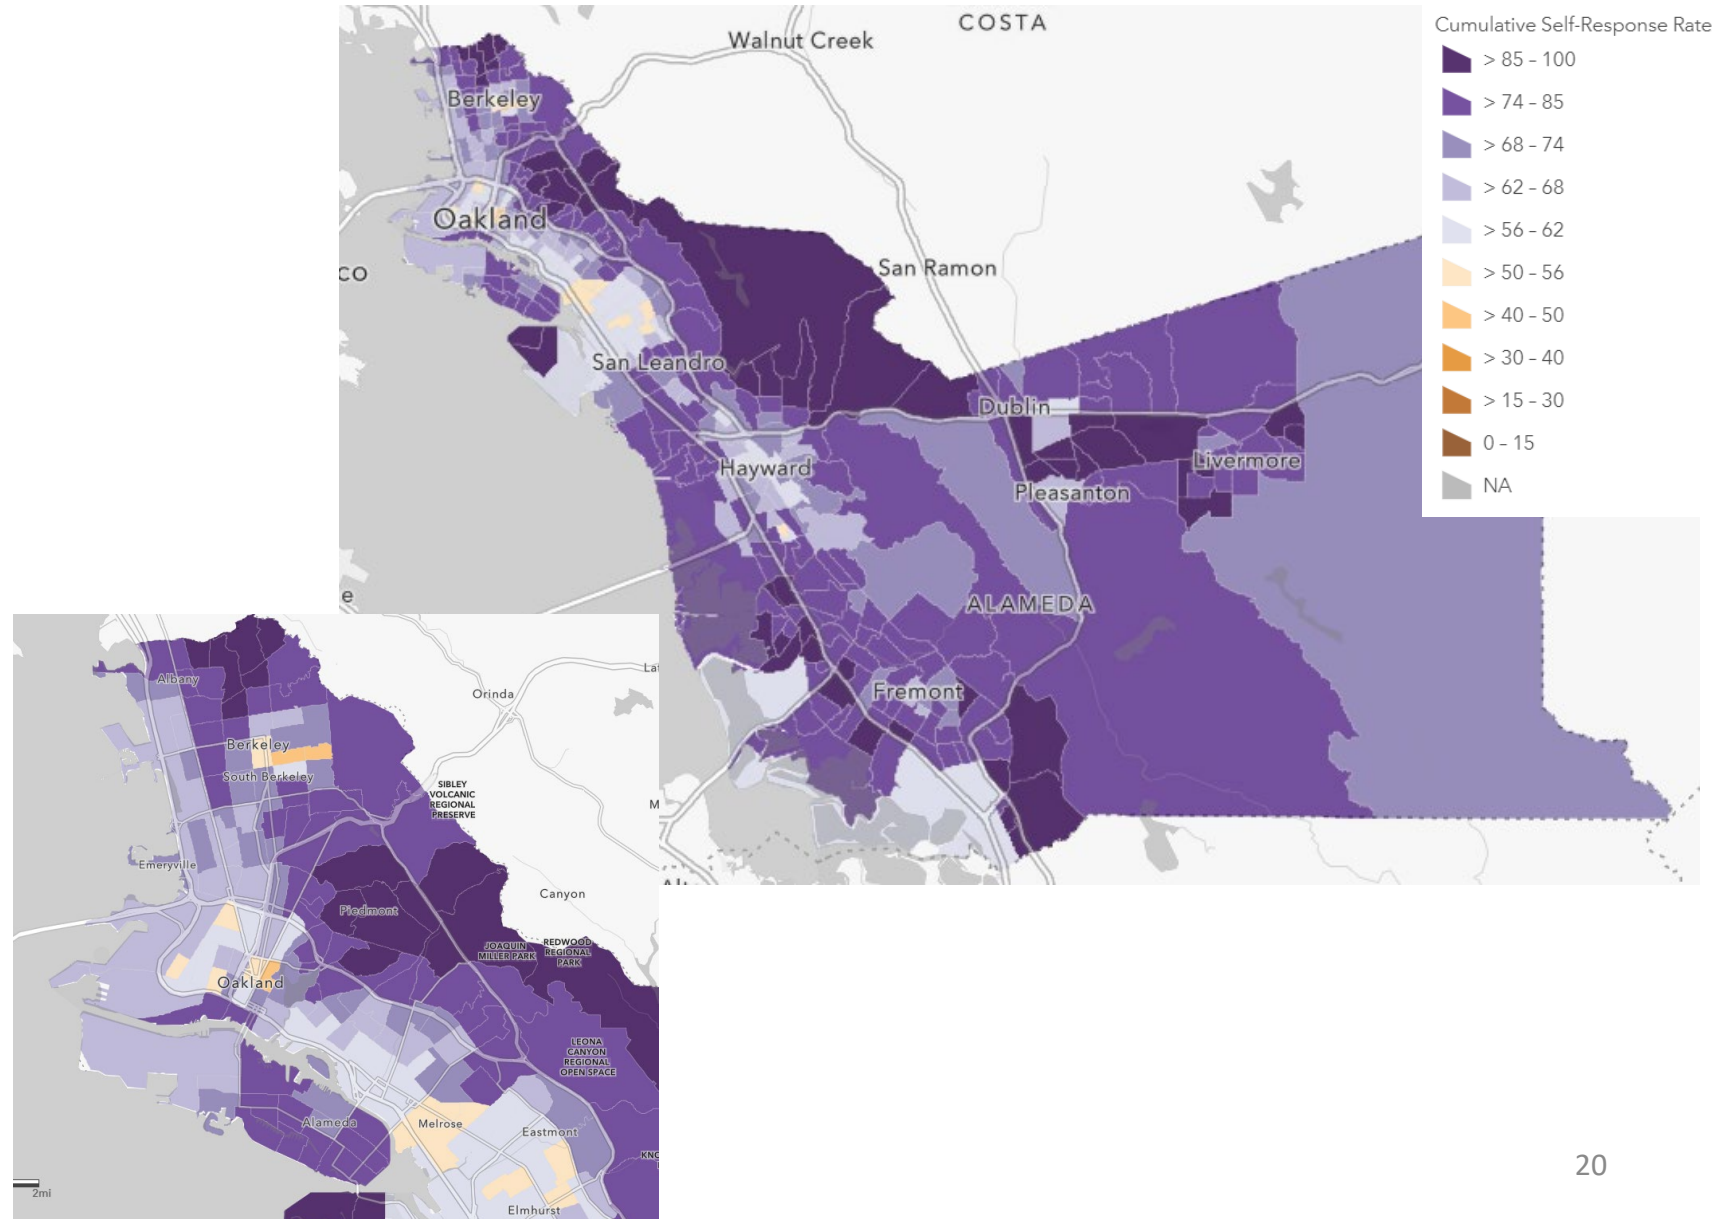 COSTA
Walnut Creek
Berkeley
Oakland
co
San Ramon
San Leandro
Dublin
Hayward
Livermore
Pleasanton
ALAMEDA
e
Fremont
Cumulative Self-Response Rate
> 85 - 100
> 74 - 85
> 68 - 74
> 62 - 68
> 56 - 62
> 50 - 56
> 40 - 50
> 30 - 40
> 15 - 30
0 - 15
NA
Albany
Orinda
Laf
Berkeley
South Berkeley
SIBLEY
VOLCANIC
REGIONAL
PRESERVE
M
Emeryville
Canyon
Piedmont
JOAQUIN
MILLER PARK
REDWOOD
REGIONAL
PARK
Oakland
LEONA
CANYON
REGIONAL
OPEN SPACE
Alameda
Melrose
Eastmont
KNO
2mi
Elmhurst
20